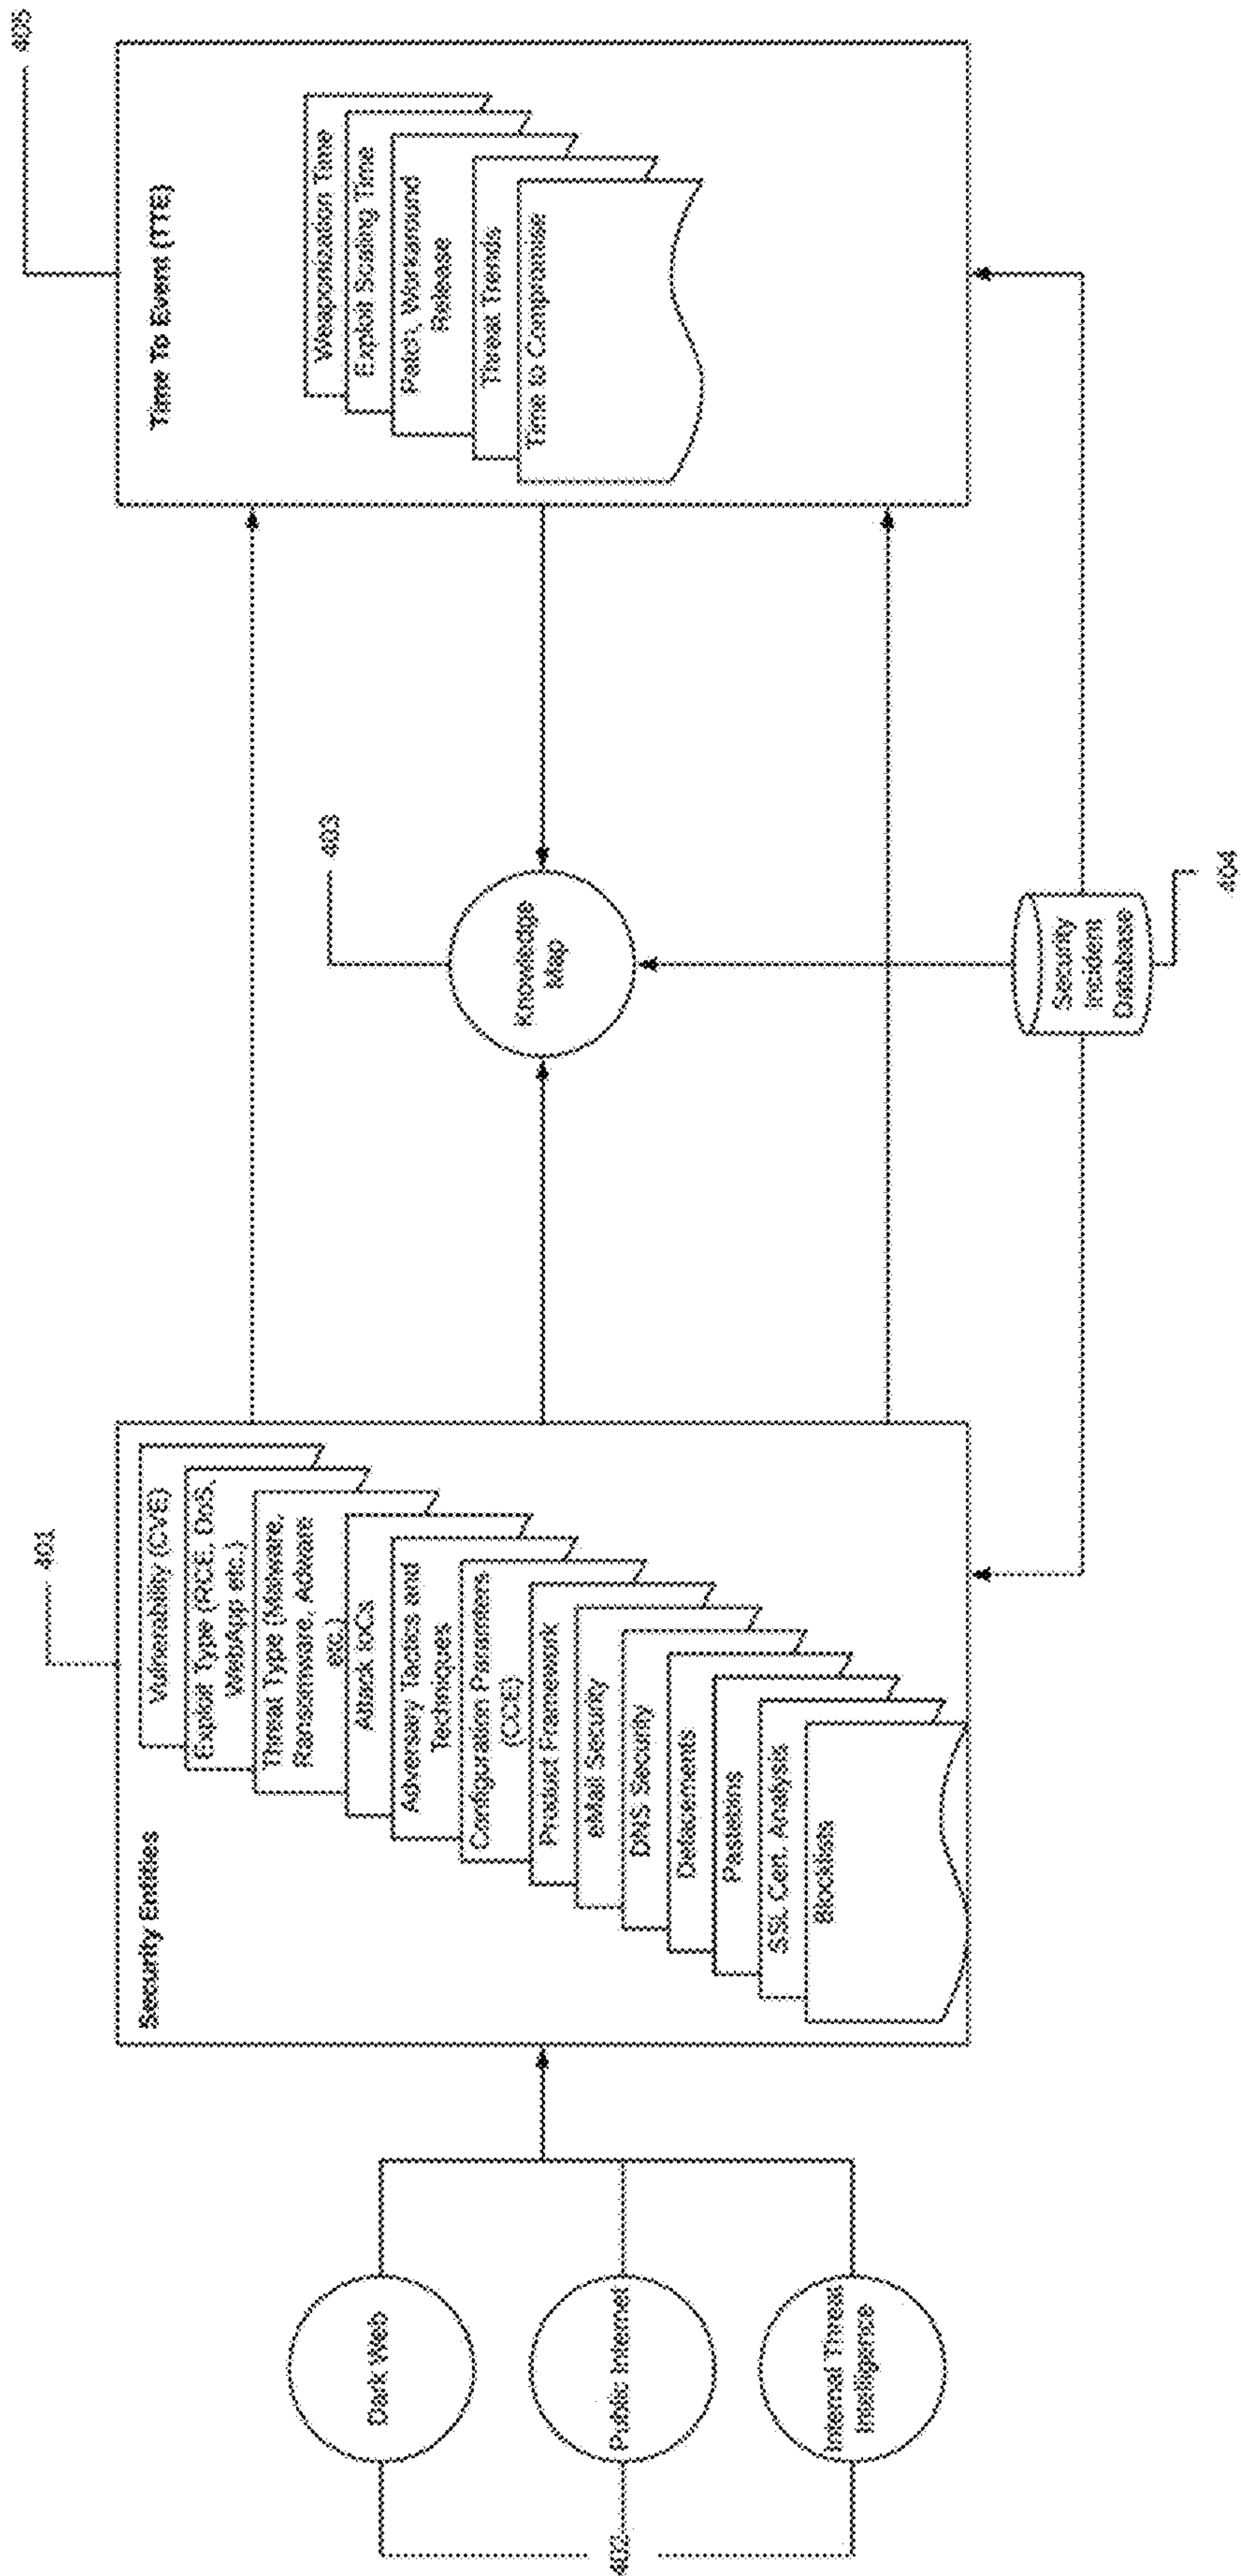 402
Dark Web
Public Internet
Internal Threat
Intelligence
401
Security Entities
Vulnerability (CVE)
Exploit Type (RCE, DoS,
WebApp etc.)
Threat Type (Malware,
Ransomware, Adware
etc.)
Attack IoCs
Adversary Tactics and
Techniques
Configuration Parameters
(CCE)
Product Framework
eMail Security
DNS Security
Defacements
Pastebins
SSL Cert. Analysis
Blocklists
403
Knowledge
Map
Security
Incident
Database
404
405
Time To Event (TTE)
Weaponization Time
Exploit Scaling Time
Patch, Workaround
Release
Threat Trends
Time to Compromise